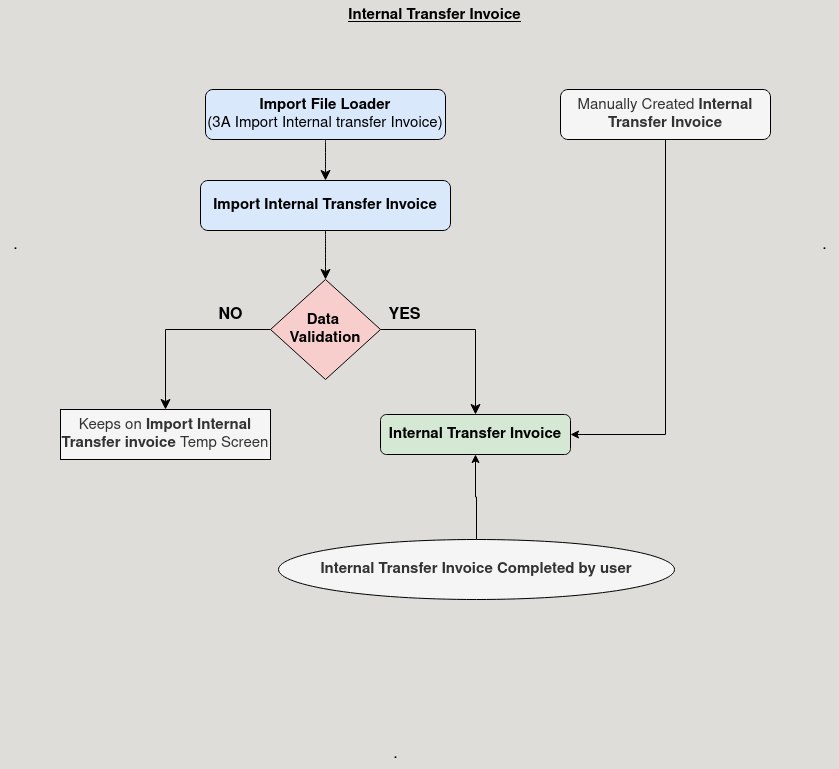 Internal Transfer Invoice
Import File Loader
(3A Import Internal transfer Invoice)
Manually Created Internal
Transfer Invoice
Import Internal Transfer Invoice
NO
YES
Data
Validation
Keeps on Import Internal
Transfer invoice Temp Screen
Internal Transfer Invoice
Internal Transfer Invoice Completed by user